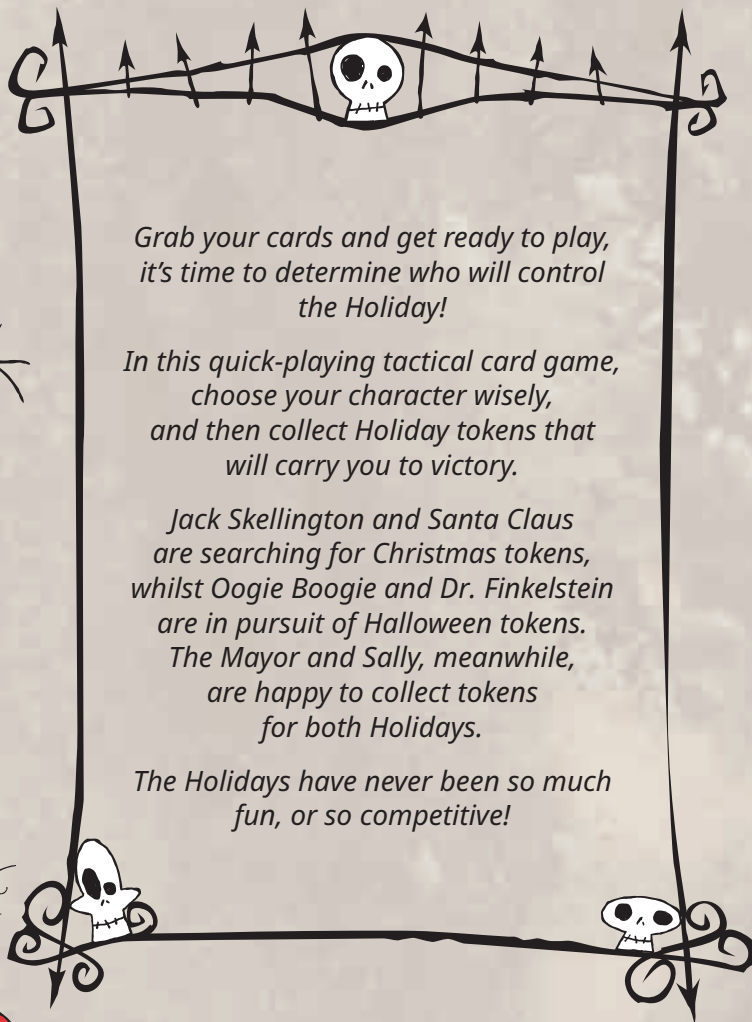 Grab your cards and get ready to play,
it’s time to determine who will control
the Holiday!
In this quick-playing tactical card game,
choose your character wisely,
and then collect Holiday tokens that
will carry you to victory.
Jack Skellington and Santa Claus
are searching for Christmas tokens,
whilst Oogie Boogie and Dr. Finkelstein
are in pursuit of Halloween tokens.
The Mayor and Sally, meanwhile,
are happy to collect tokens
for both Holidays.
The Holidays have never been so much
fun, or so competitive!